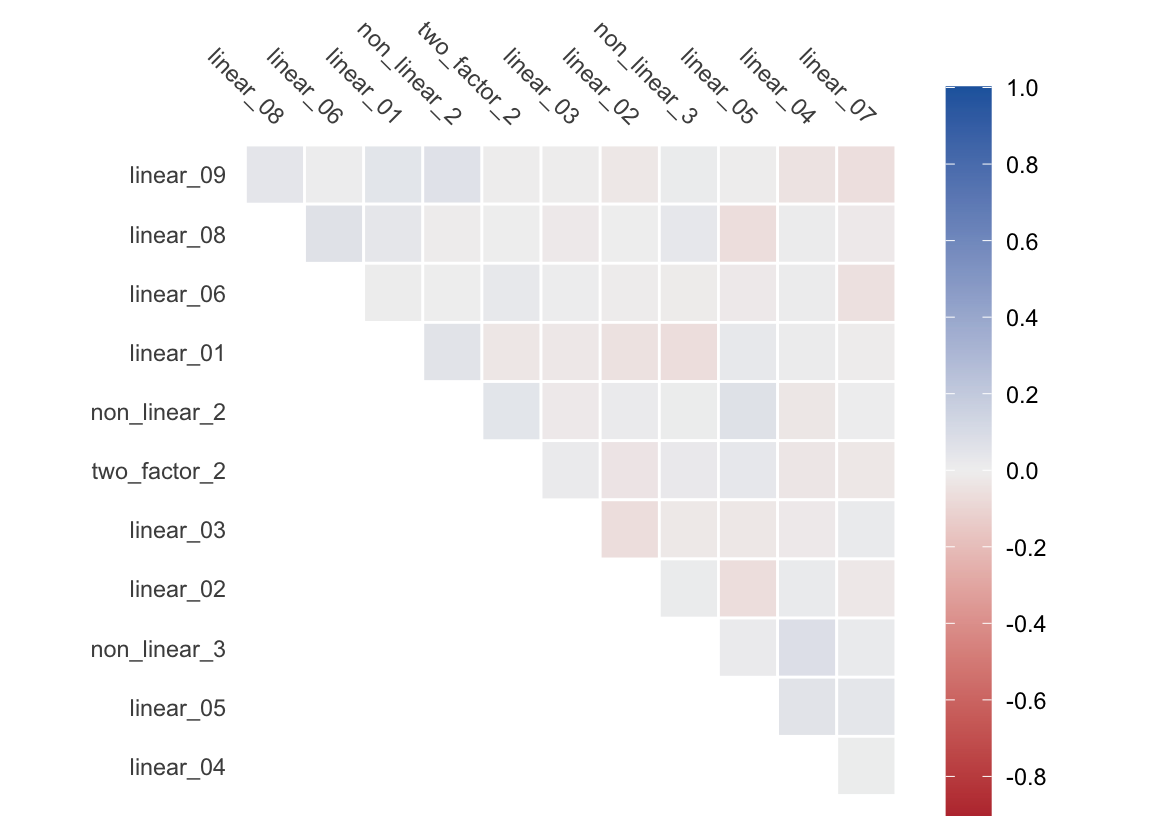 linear_08
linear_06
linear_01
non_linear_2
two_factor_2
linear_03
linear_02
non_linear_3
linear_05
linear_04
linear_07
linear_09
linear_08
linear_06
linear_01
non_linear_2
two_factor_2
linear_03
linear_02
non_linear_3
linear_05
linear_04
1.0
0.8
0.6
0.4
0.2
0.0
-0.2
-0.4
-0.6
-0.8